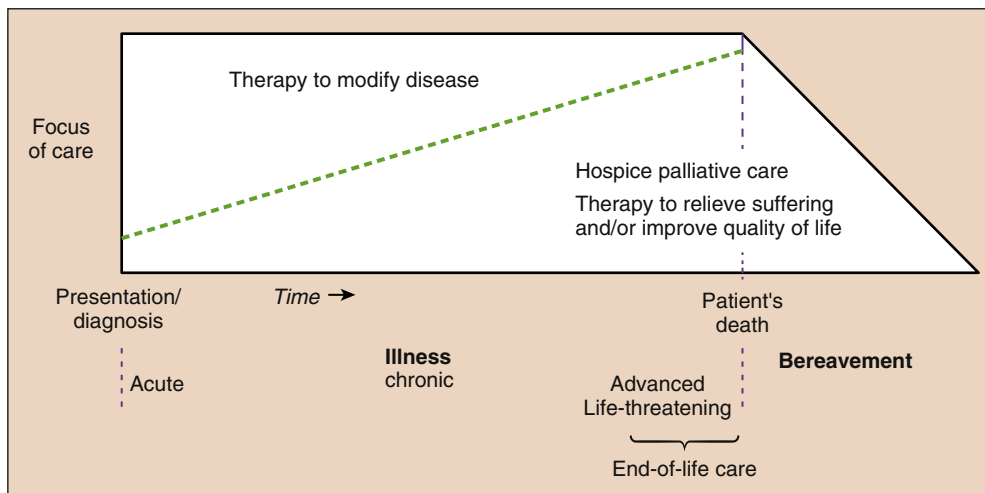 Therapy to modify disease
Focus
of care
Hospice palliative care
Therapy to relieve suffering
and/or improve quality of life
Presentation/
diagnosis
Time →
Patient's
death
Acute
Illness
chronic
Bereavement
Advanced
Life-threatening
End-of-life care